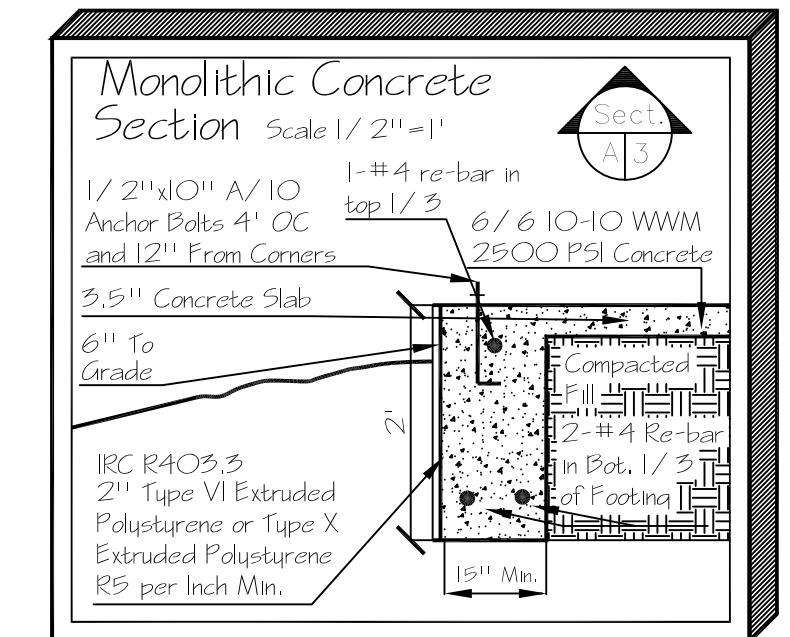 Monolithic Concrete
Section Scale 1/2"=1'
Sect.
A 3
1-#4 re-bar in
top 1/3
1/2"x10" A/10
Anchor Bolts 4' OC
and 12" From Corners
6/6 10-10 WWM
2500 PSI Concrete
3.5" Concrete Slab
6" To
Grade
Compacted
Fill
2'
2-#4 Re-bar
in Bot. 1/3
of Footing
IRC R403.3
2" Type VI Extruded
Polystyrene or Type X
Extruded Polystyrene
R5 per Inch Min.
15" Min.